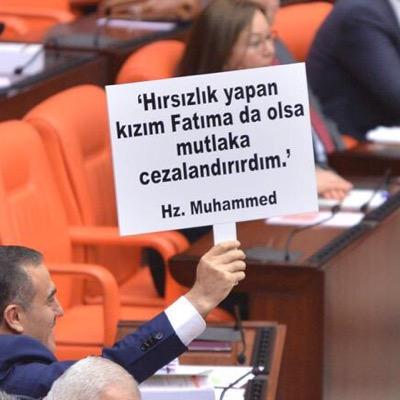 ‘Hırsızlık yapan
kızım Fatıma da olsa
mutlaka
cezalandırırdım.’
Hz. Muhammed